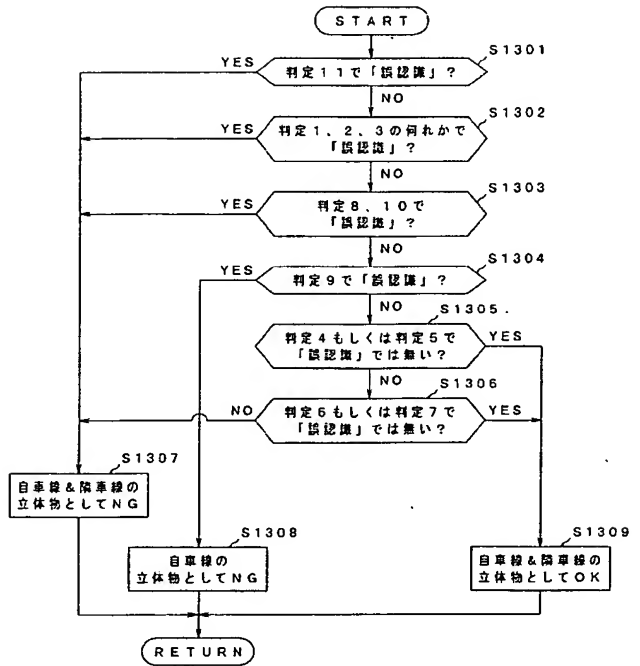 START
S1301
判定11で「誤認識」?
YES
NO
S1302
判定1、2、3の何れかで
「誤認識」?
YES
NO
S1303
判定8、10で
「誤認識」?
YES
NO
S1304
判定9で「誤認識」?
YES
NO
S1305.
判定4もしくは判定5で
「誤認識」では無い?
YES
NO
S1306
判定6もしくは判定7で
「誤認識」では無い?
NO
YES
S1307
自車線&隣車線の
立体物としてNG
S1308
自車線の
立体物としてNG
S1309
自車線&隣車線の
立体物としてOK
RETURN